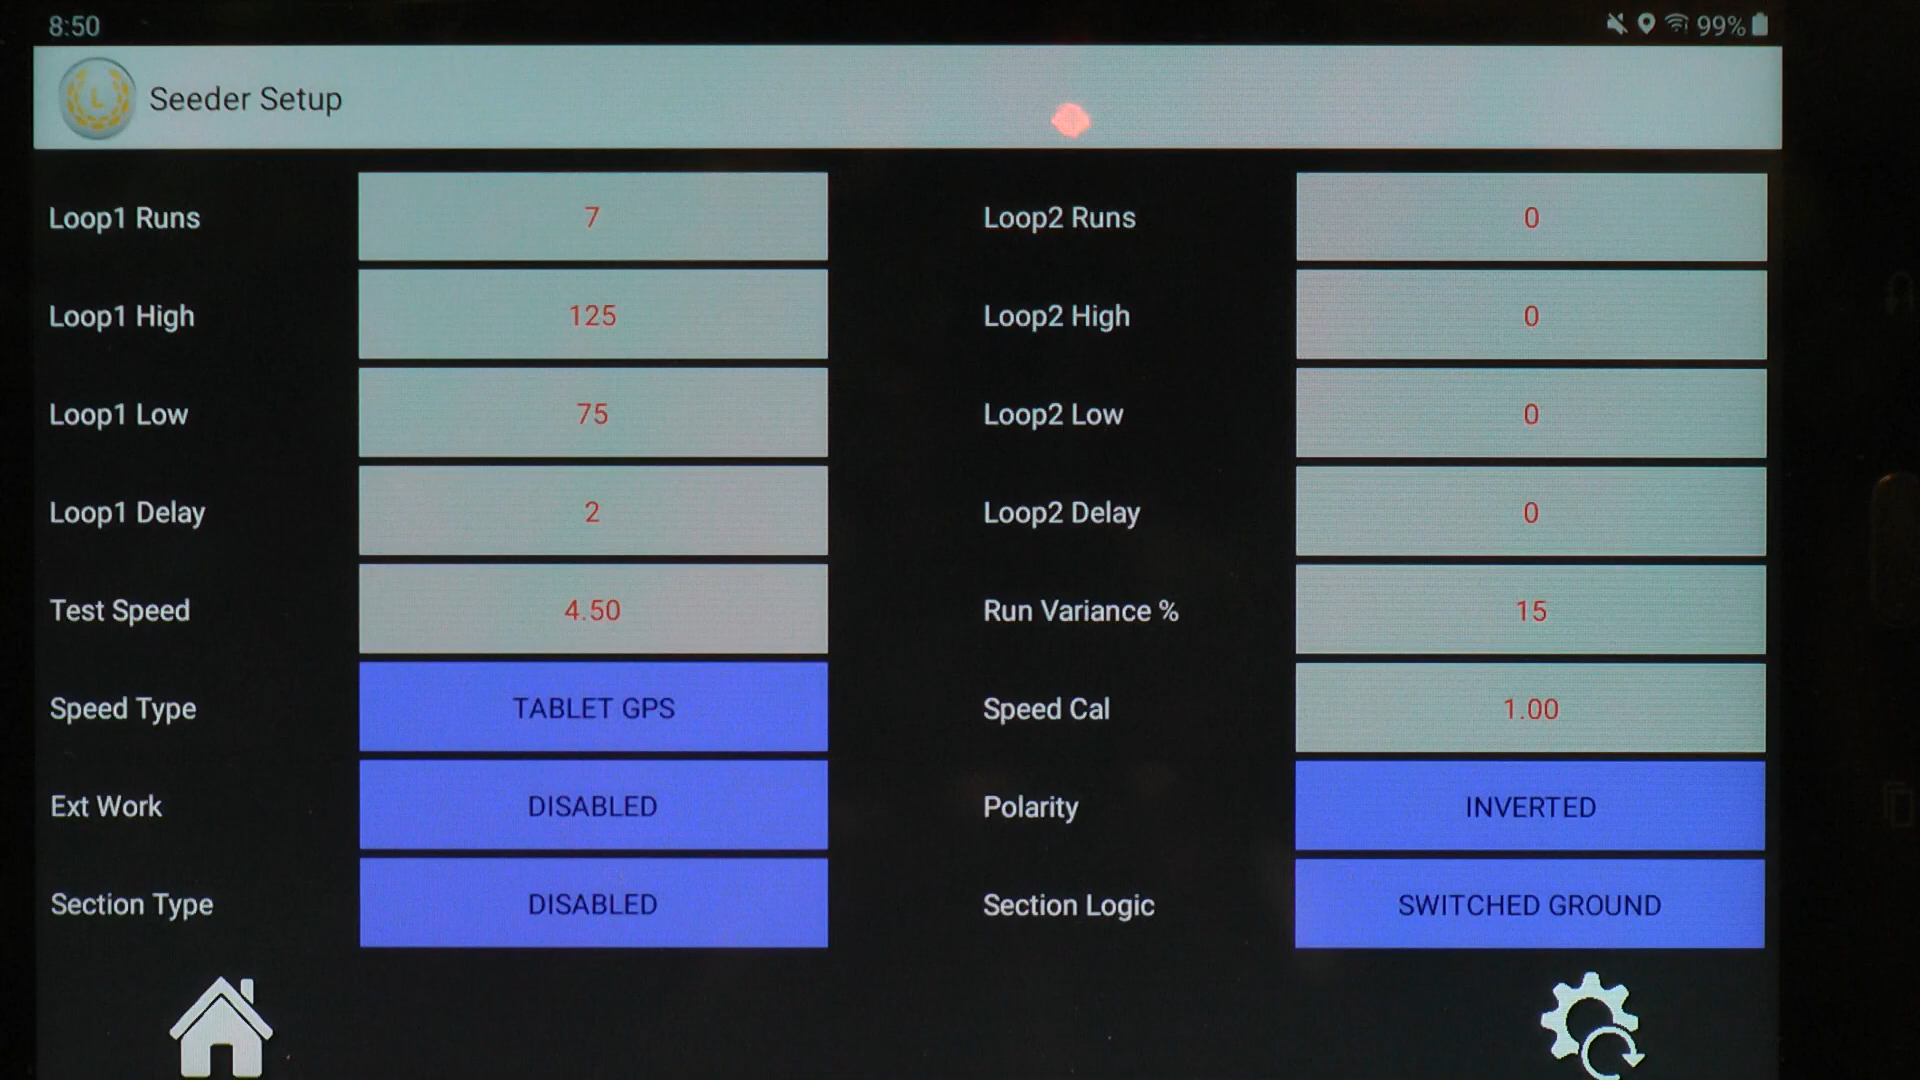 8:50
99%
L
Seeder Setup
Loop1 Runs
7
Loop2 Runs
0
Loop1 High
125
Loop2 High
0
Loop1 Low
75
Loop2 Low
0
Loop1 Delay
2
Loop2 Delay
0
Test Speed
4.50
Run Variance %
15
Speed Type
TABLET GPS
Speed Cal
1.00
Ext Work
DISABLED
Polarity
INVERTED
Section Type
DISABLED
Section Logic
SWITCHED GROUND